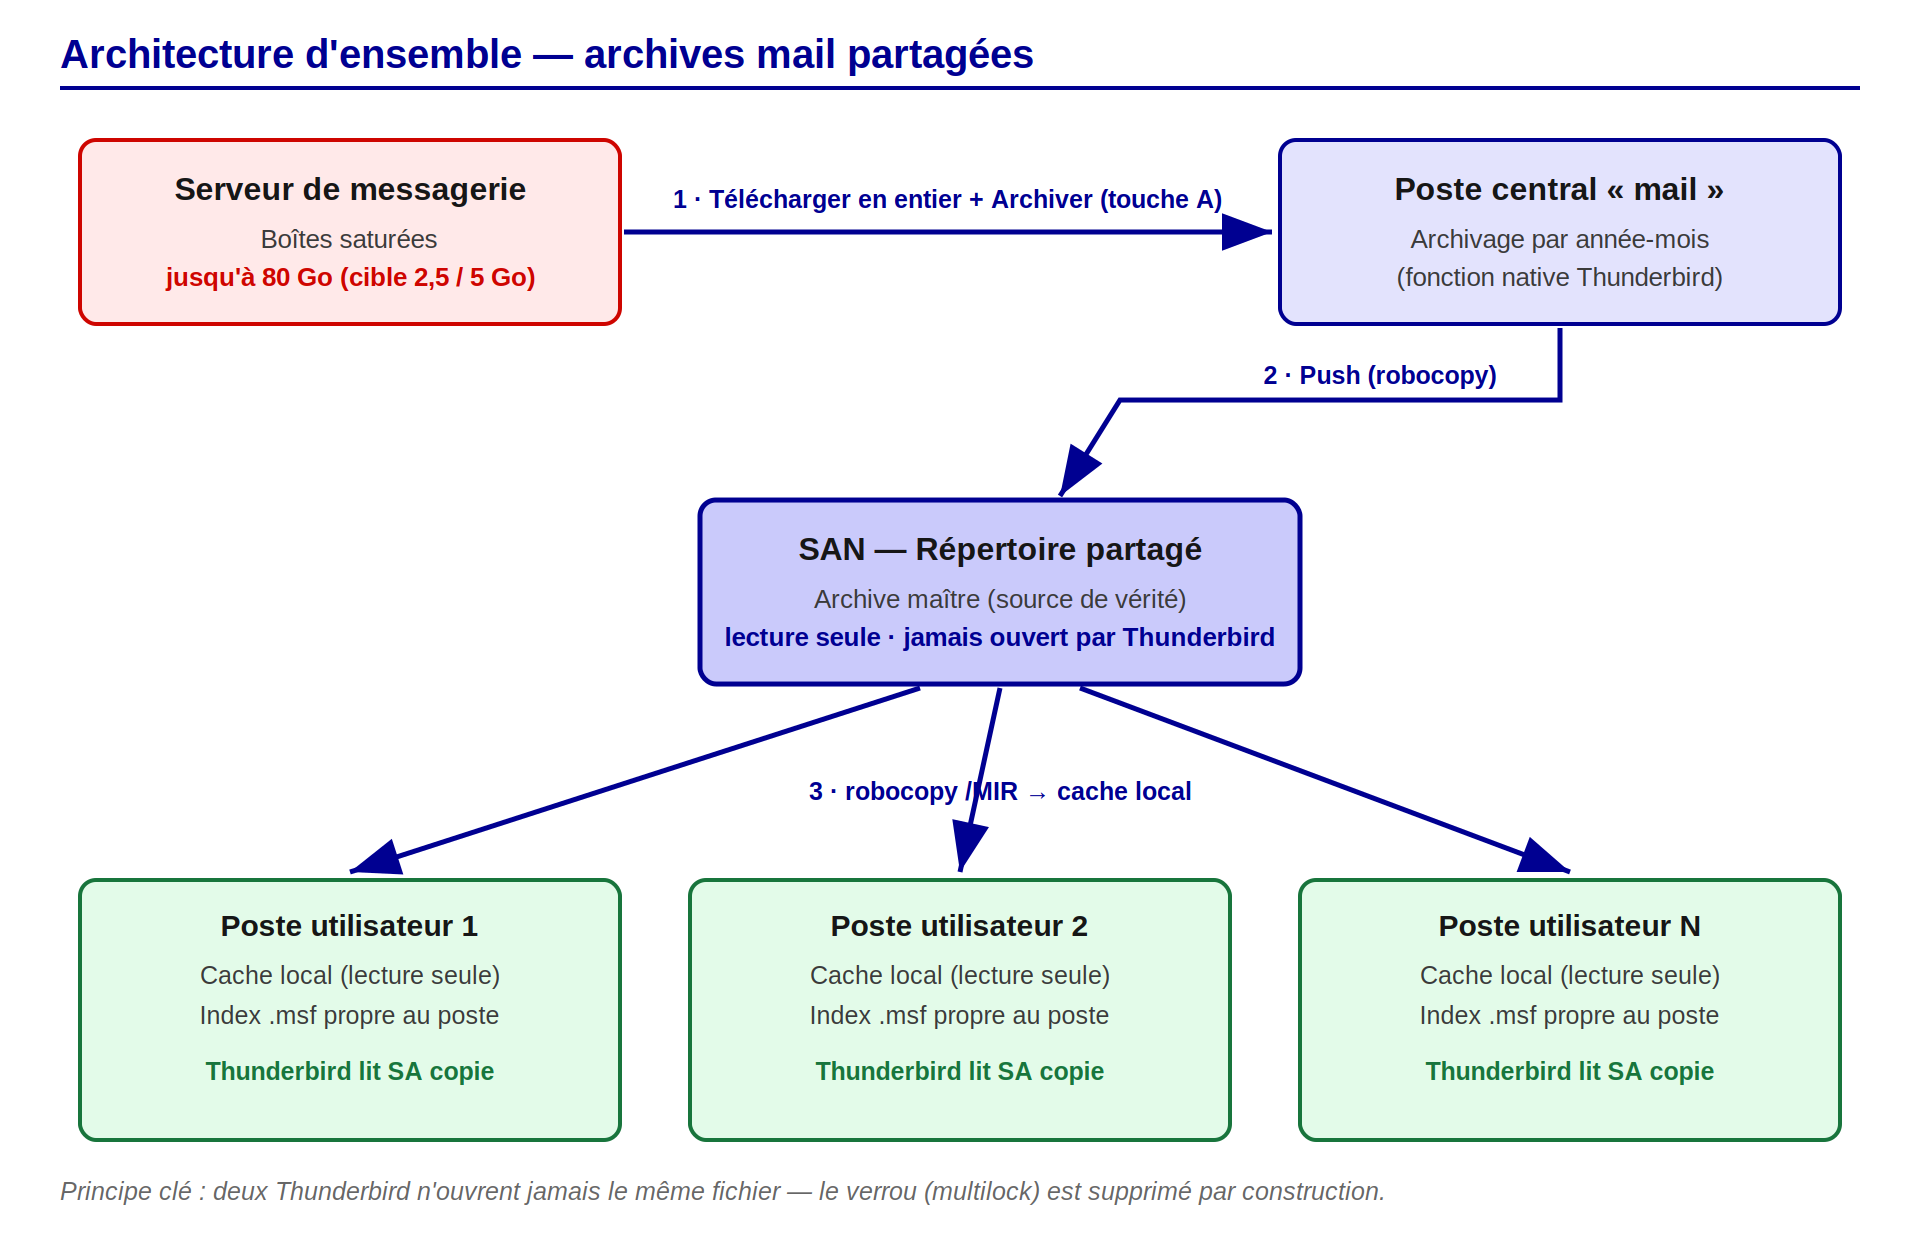 Architecture d'ensemble — archives mail partagées
Serveur de messagerie
Boîtes saturées
jusqu'à 80 Go (cible 2,5 / 5 Go)
1 · Télécharger en entier + Archiver (touche A)
Poste central « mail »
Archivage par année-mois
(fonction native Thunderbird)
2 · Push (robocopy)
SAN — Répertoire partagé
Archive maître (source de vérité)
lecture seule · jamais ouvert par Thunderbird
3 · robocopy /MIR → cache local
Poste utilisateur 1
Cache local (lecture seule)
Index .msf propre au poste
Thunderbird lit SA copie
Poste utilisateur 2
Cache local (lecture seule)
Index .msf propre au poste
Thunderbird lit SA copie
Poste utilisateur N
Cache local (lecture seule)
Index .msf propre au poste
Thunderbird lit SA copie
Principe clé : deux Thunderbird n'ouvrent jamais le même fichier — le verrou (multilock) est supprimé par construction.